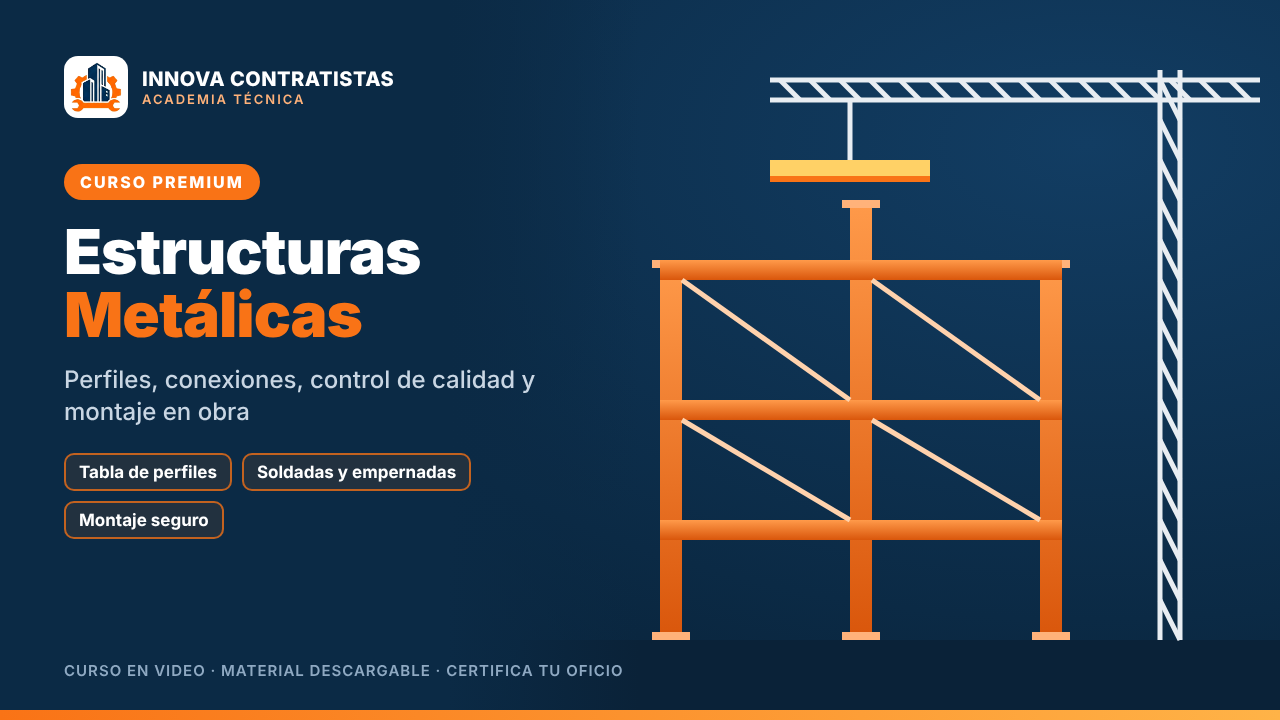 INNOVA CONTRATISTAS
ACADEMIA TÉCNICA
CURSO PREMIUM
Estructuras
Metálicas
Perfiles, conexiones, control de calidad y
montaje en obra
Tabla de perfiles
Soldadas y empernadas
Montaje seguro
CURSO EN VIDEO · MATERIAL DESCARGABLE · CERTIFICA TU OFICIO